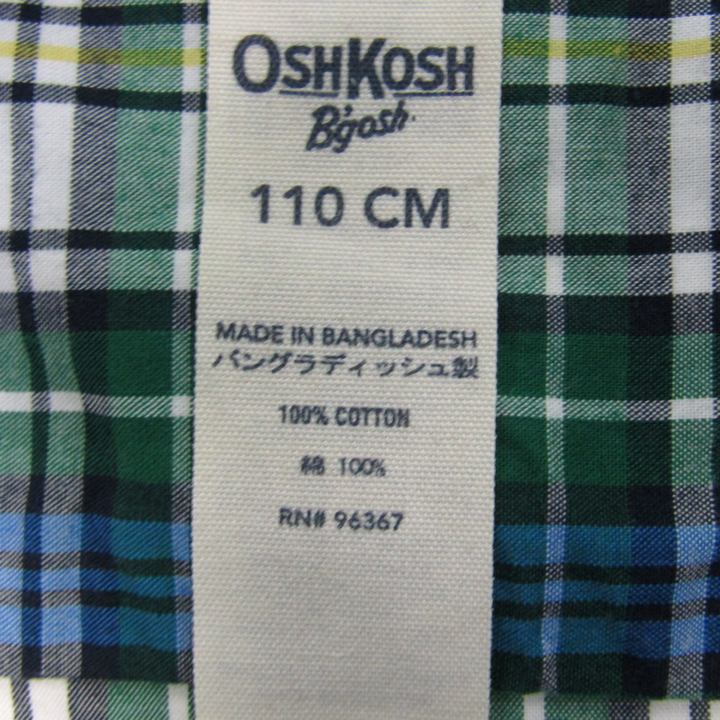 OSHKOSH
B'gosh
110 CM
MADE IN BANGLADESH
バングラディッシュ製
100% COTTON
綿 100%
RN# 96367